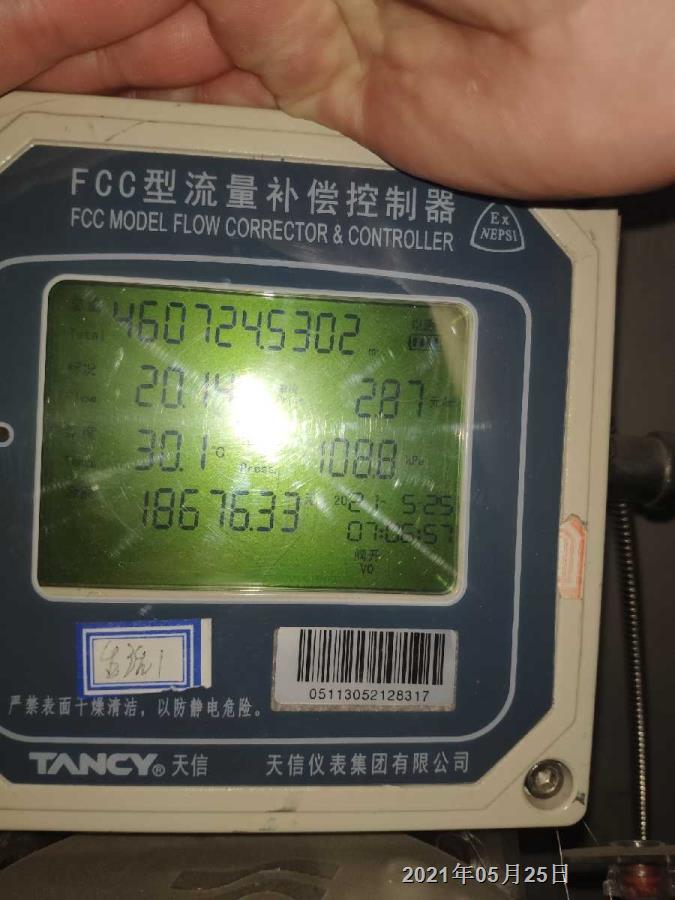 FCC型流量补偿控制器
FCC MODEL FLOW CORRECTOR & CONTROLLER
Ex
NEPSI
Total 4607245302 m
20.14 2.87
30.1 °C Press. 108.8 kPa
18676.33 2021- 5-25
07:06:57
阀开
VO
05113052128317
严禁表面干燥清洁，以防静电危险。
TANCY® 天信 天信仪表集团有限公司
2021年05月25日